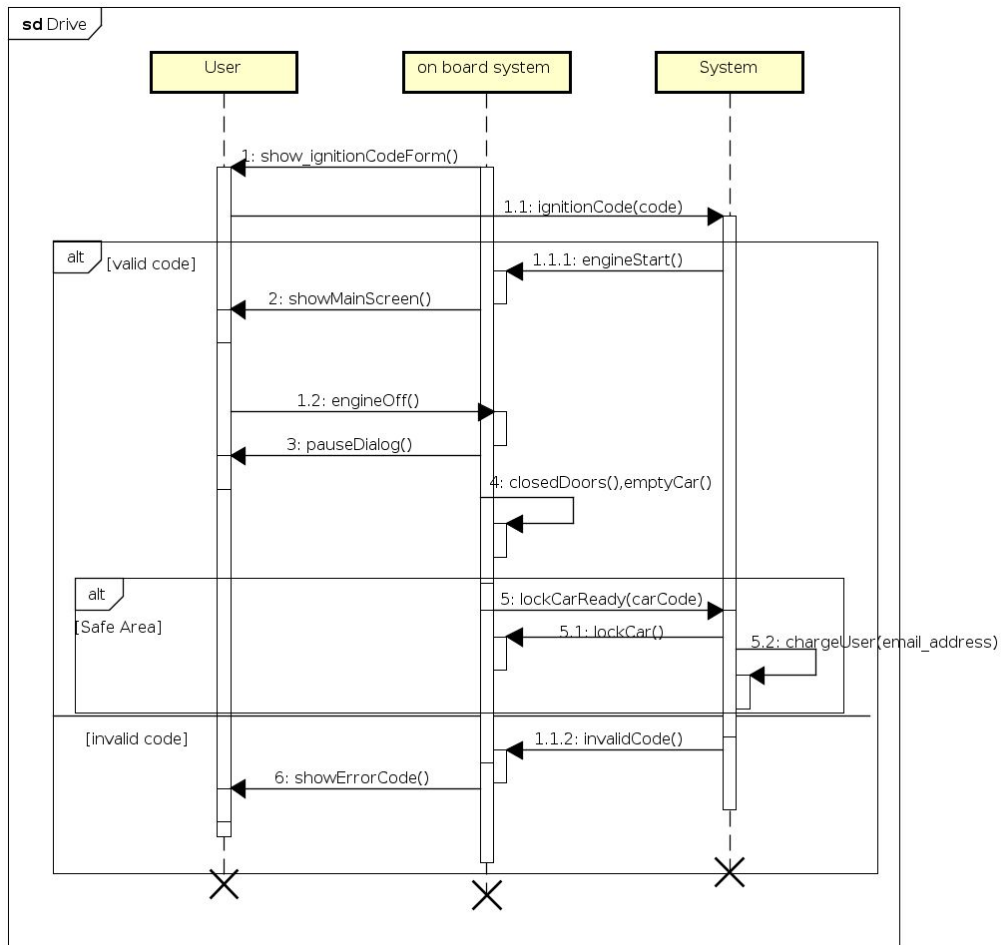 sd Drive
User
on board system
System
1: show_ignitionCodeForm()
1.1: ignitionCode(code)
alt
[valid code]
1.1.1: engineStart()
2: showMainScreen()
1.2: engineOff()
3: pauseDialog()
4: closedDoors(),emptyCar()
alt
[Safe Area]
5: lockCarReady(carCode)
5.1: lockCar()
5.2: chargeUser(email_address)
[invalid code]
1.1.2: invalidCode()
6: showErrorCode()